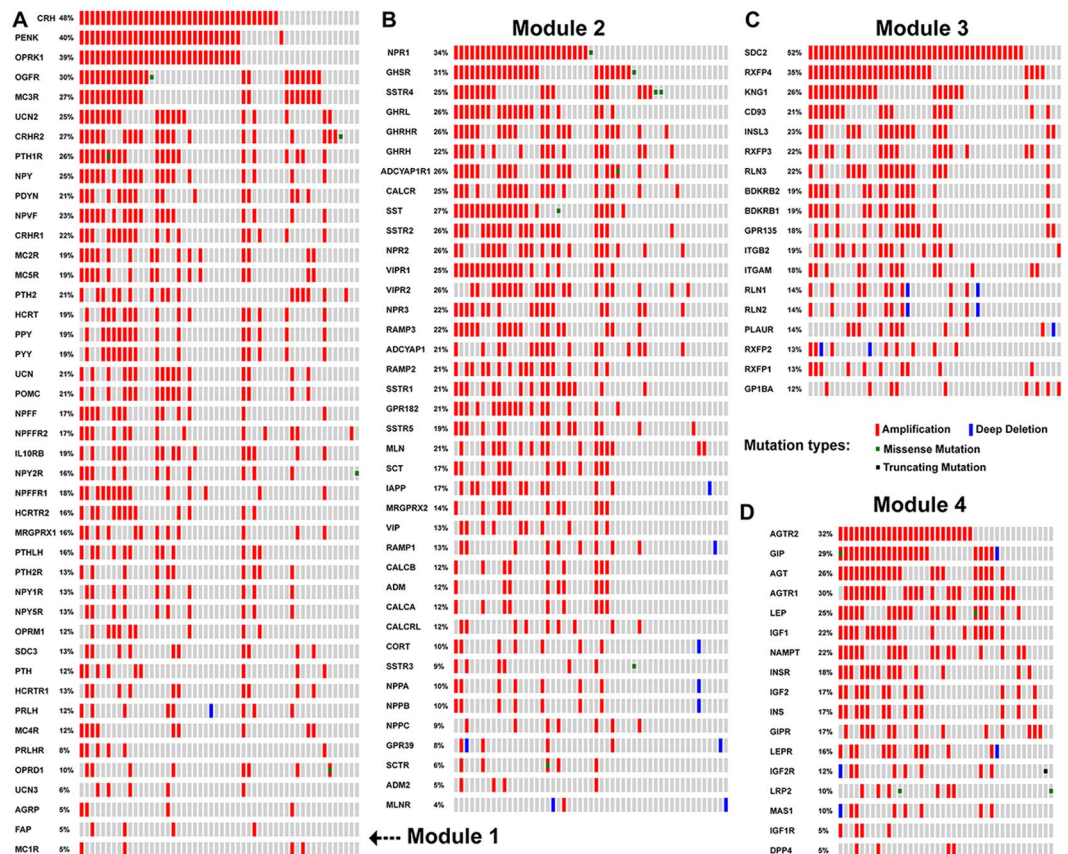 A
CRH 48%
PENK 40%
OPRK1 39%
OGFR 30%
MC3R 27%
UCN2 25%
CRHR2 27%
PTH1R 26%
NPY 25%
PDYN 21%
NPVF 23%
CRHR1 22%
MC2R 19%
MC5R 19%
PTH2 21%
HCRT 19%
PPY 19%
PYY 19%
UCN 21%
POMC 21%
NPFF 17%
NPFFR2 17%
IL10RB 19%
NPY2R 16%
NPFFR1 18%
HCRTR2 16%
MRGPRX1 16%
PTHLH 16%
PTH2R 13%
NPY1R 13%
NPY5R 13%
OPRM1 12%
SDC3 13%
PTH 12%
HCRTR1 13%
PRLH 12%
MC4R 12%
PRLHR 8%
OPRD1 10%
UCN3 6%
AGRP 5%
FAP 5%
MC1R 5%
Module 1
B
Module 2
NPR1 34%
GHSR 31%
SSTR4 25%
GHRL 26%
GHRHR 26%
GHRH 22%
ADCYAP1R1 26%
CALCR 25%
SST 27%
SSTR2 26%
NPR2 26%
VIPR1 25%
VIPR2 26%
NPR3 22%
RAMP3 22%
ADCYAP1 21%
RAMP2 21%
SSTR1 21%
GPR182 21%
SSTR5 19%
MLN 21%
SCT 17%
IAPP 17%
MRGPRX2 14%
VIP 13%
RAMP1 13%
CALCB 12%
ADM 12%
CALCA 12%
CALCRL 12%
CORT 10%
SSTR3 9%
NPPA 10%
NPPB 10%
NPPC 9%
GPR39 8%
SCTR 6%
ADM2 5%
MLNR 4%
C
Module 3
SDC2 52%
RXFP4 35%
KNG1 26%
CD93 21%
INSL3 23%
RXFP3 22%
RLN3 22%
BDKRB2 19%
BDKRB1 19%
GPR135 18%
ITGB2 19%
ITGAM 18%
RLN1 14%
RLN2 14%
PLAUR 14%
RXFP2 13%
RXFP1 13%
GP1BA 12%
Mutation types:
Amplification
Deep Deletion
Missense Mutation
Truncating Mutation
D
Module 4
AGTR2 32%
GIP 29%
AGT 26%
AGTR1 30%
LEP 25%
IGF1 22%
NAMPT 22%
INSR 18%
IGF2 17%
INS 17%
GIPR 17%
LEPR 16%
IGF2R 12%
LRP2 10%
MAS1 10%
IGF1R 5%
DPP4 5%